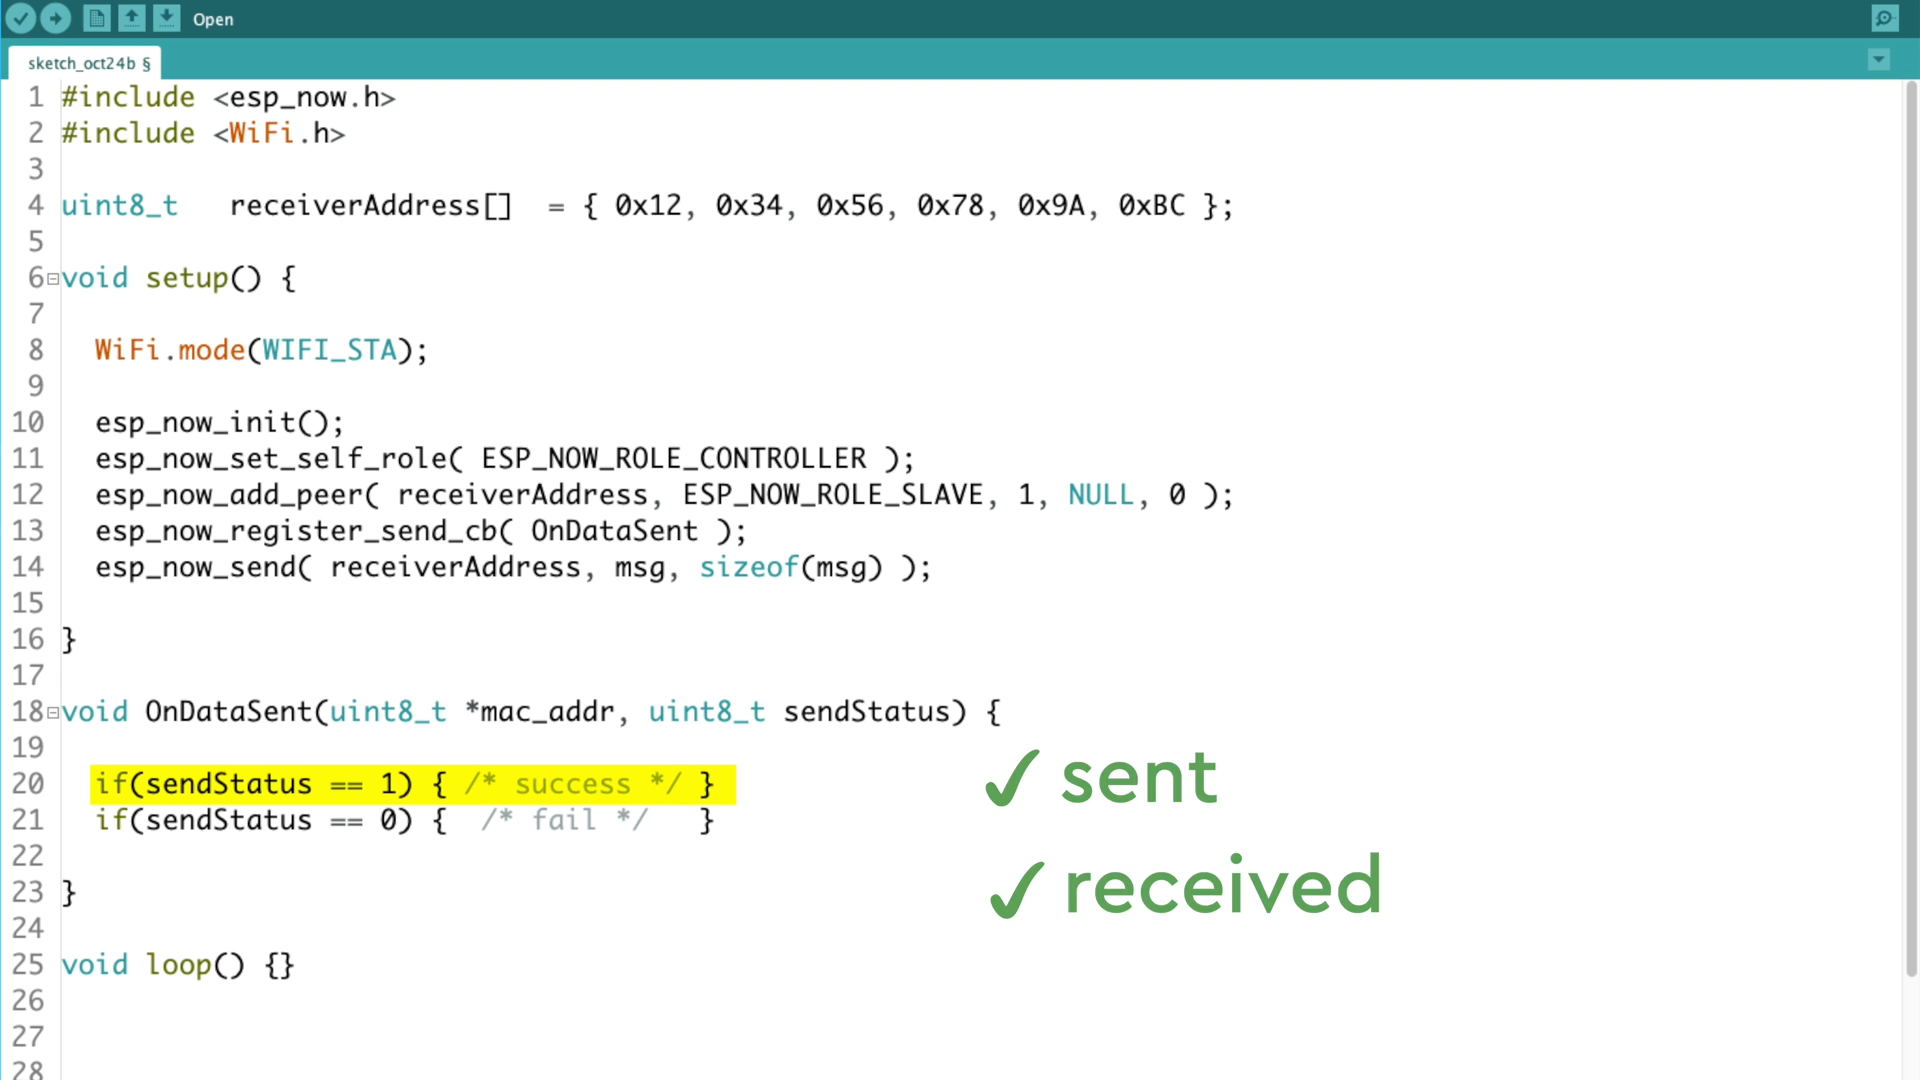 Open
sketch_oct24b §
1 #include <esp_now.h>
2 #include <WiFi.h>
3
4 uint8_t   receiverAddress[]  = { 0x12, 0x34, 0x56, 0x78, 0x9A, 0xBC };
5
6 void setup() {
7
8   WiFi.mode(WIFI_STA);
9
10   esp_now_init();
11   esp_now_set_self_role( ESP_NOW_ROLE_CONTROLLER );
12   esp_now_add_peer( receiverAddress, ESP_NOW_ROLE_SLAVE, 1, NULL, 0 );
13   esp_now_register_send_cb( OnDataSent );
14   esp_now_send( receiverAddress, msg, sizeof(msg) );
15
16 }
17
18 void OnDataSent(uint8_t *mac_addr, uint8_t sendStatus) {
19
20   if(sendStatus == 1) { /* success */ }
21   if(sendStatus == 0) {  /* fail */   }
22
23 }
24
25 void loop() {}
26
27
28
✓ sent
✓ received